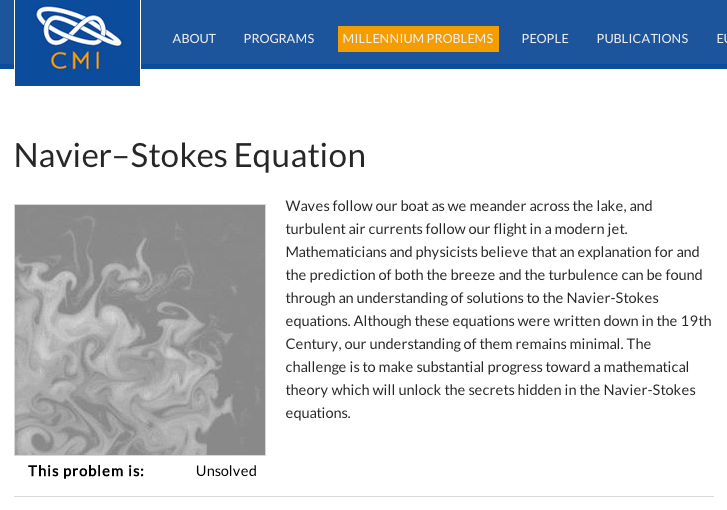 CMI
ABOUT PROGRAMS MILLENNIUM PROBLEMS PEOPLE PUBLICATIONS EU
Navier–Stokes Equation
Waves follow our boat as we meander across the lake, and
turbulent air currents follow our flight in a modern jet.
Mathematicians and physicists believe that an explanation for and
the prediction of both the breeze and the turbulence can be found
through an understanding of solutions to the Navier-Stokes
equations. Although these equations were written down in the 19th
Century, our understanding of them remains minimal. The
challenge is to make substantial progress toward a mathematical
theory which will unlock the secrets hidden in the Navier-Stokes
equations.
This problem is: Unsolved